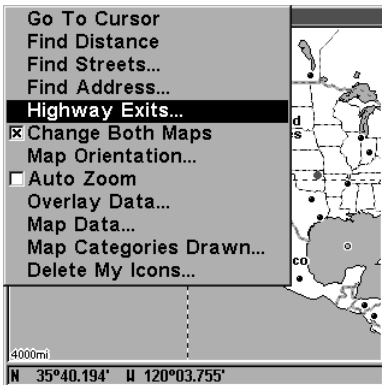 Go To Cursor
Find Distance
Find Streets...
Find Address...
Highway Exits...
Change Both Maps
Map Orientation...
Auto Zoom
Overlay Data...
Map Data...
Map Categories Drawn...
Delete My Icons...
d
s
co
4000mi
N 35°40.194' W 120°03.755'